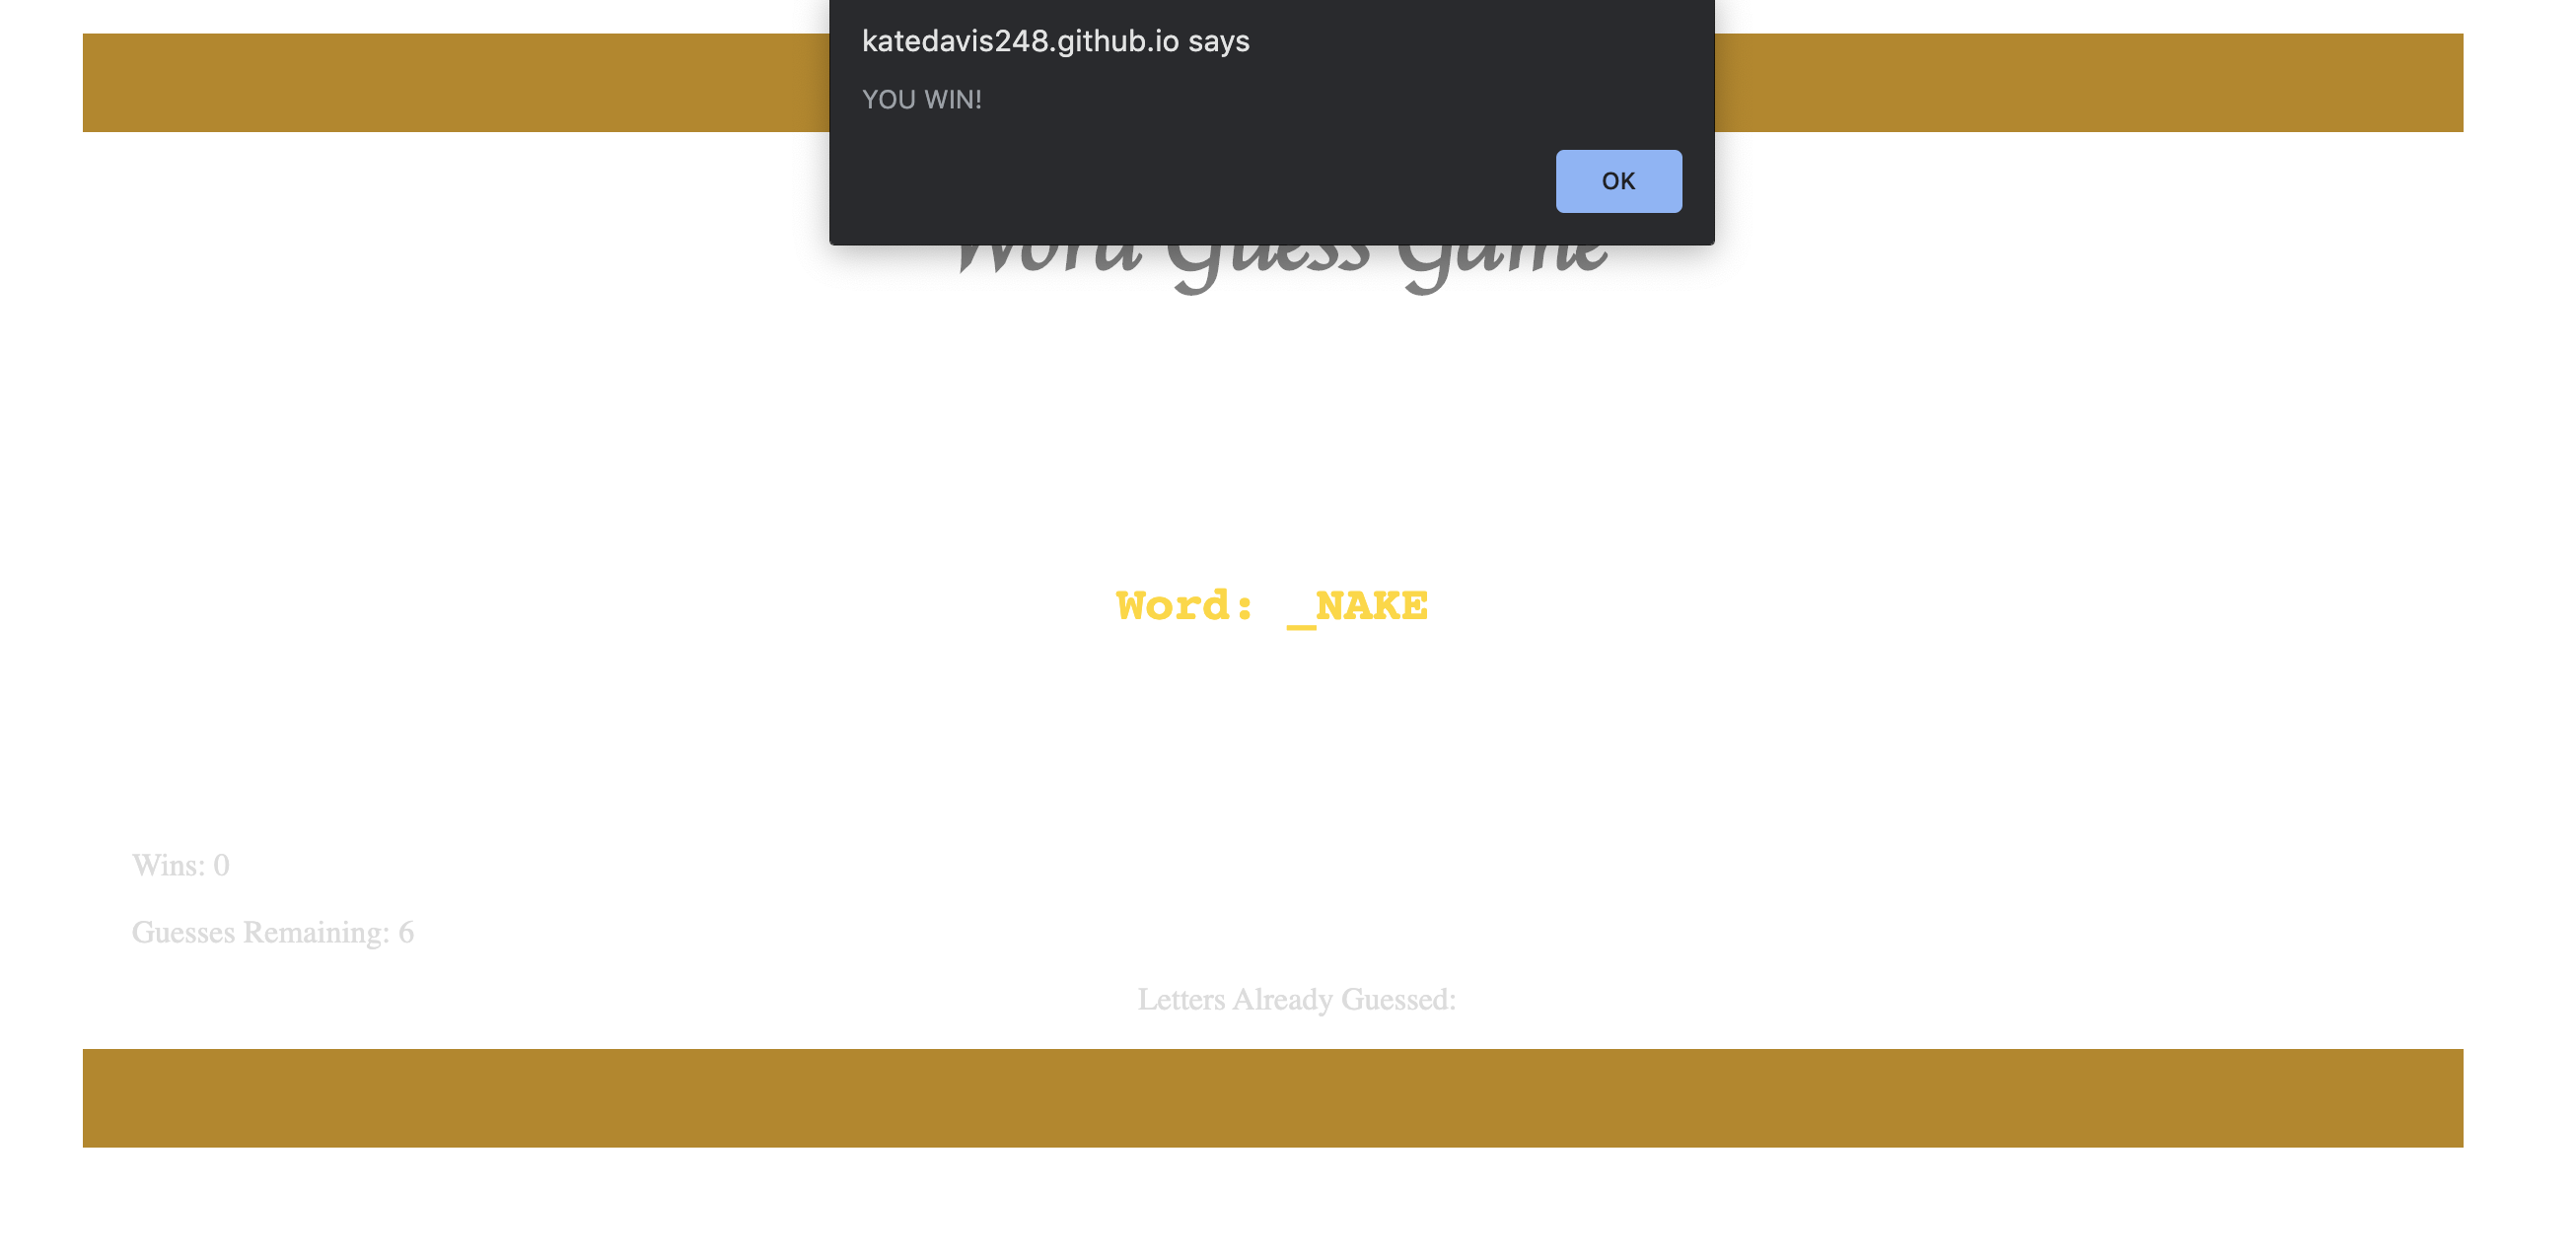 katedavis248.github.io says
YOU WIN!
OK
Word Guess Game
Word: _NAKE
Wins: 0
Guesses Remaining: 6
Letters Already Guessed: